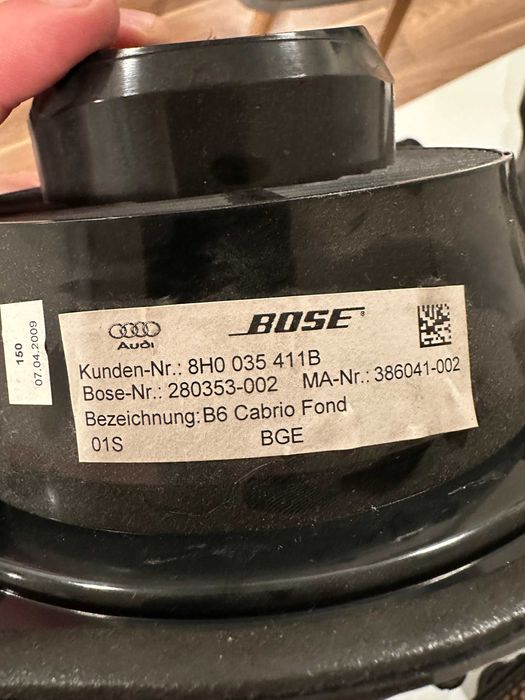 150
07.04.2009
Audi
BOSE®
Kunden-Nr.: 8H0 035 411B
Bose-Nr.: 280353-002 MA-Nr.: 386041-002
Bezeichnung: B6 Cabrio Fond
01S BGE